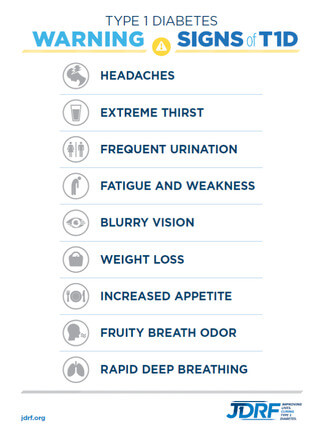 TYPE 1 DIABETES
WARNING SIGNS of T1D
HEADACHES
EXTREME THIRST
FREQUENT URINATION
FATIGUE AND WEAKNESS
BLURRY VISION
WEIGHT LOSS
INCREASED APPETITE
FRUITY BREATH ODOR
RAPID DEEP BREATHING
jdrf.org
JDRF
IMPROVING
LIVES.
CURING
TYPE 1
DIABETES.